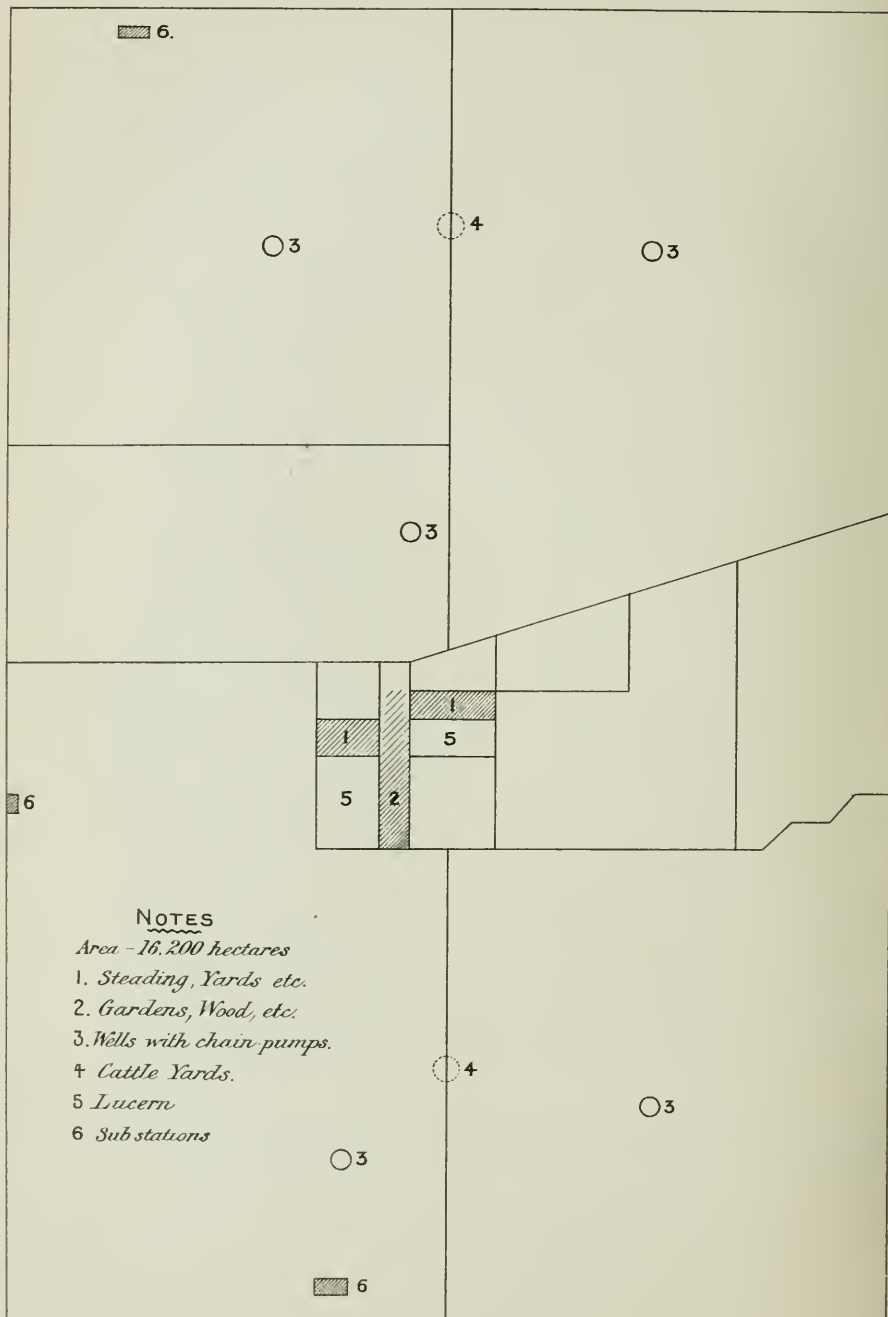 6.
4
3
3
3
1
1
5
5
2
6
NOTES
Area - 16,200 hectares
1. Steading, Yards etc.
2. Gardens, Wood, etc.
3. Wells with chain-pumps.
4 Cattle Yards.
5 Lucern
6 Sub stations
4
3
3
6